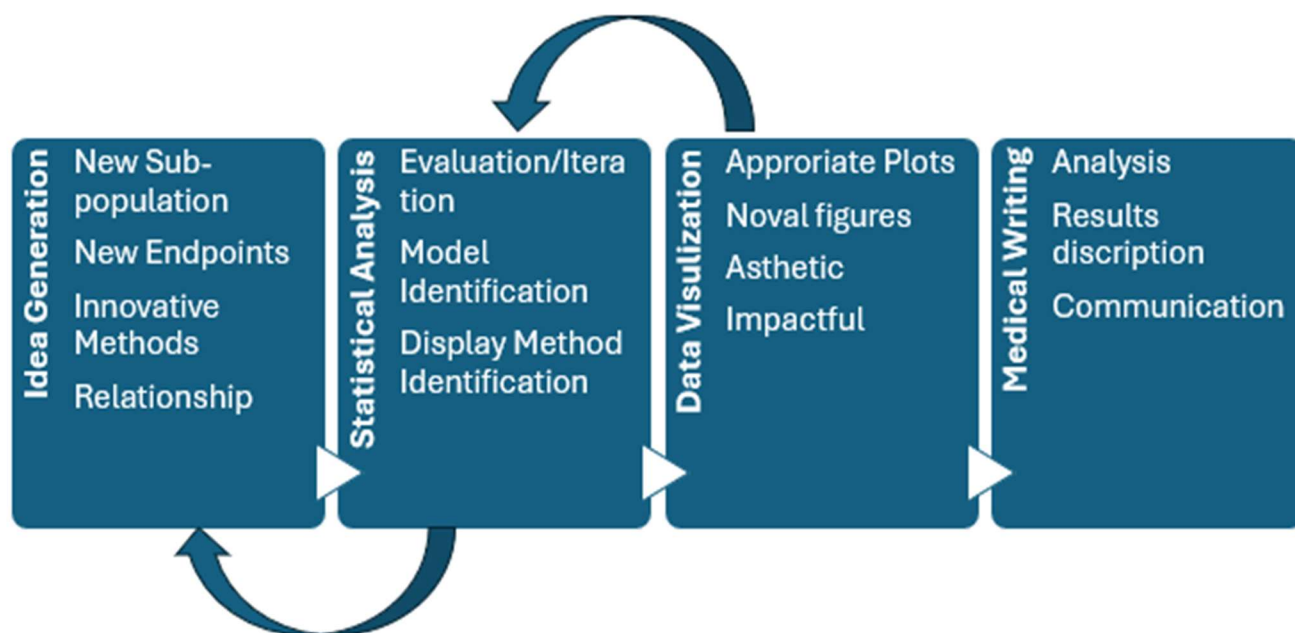 Idea Generation
New Sub-
population
New Endpoints
Innovative
Methods
Relationship
Statistical Analysis
Evaluation/Itera
tion
Model
Identification
Display Method
Identification
Data Visulization
Approriate Plots
Noval figures
Asthetic
Impactful
Medical Writing
Analysis
Results
discription
Communication